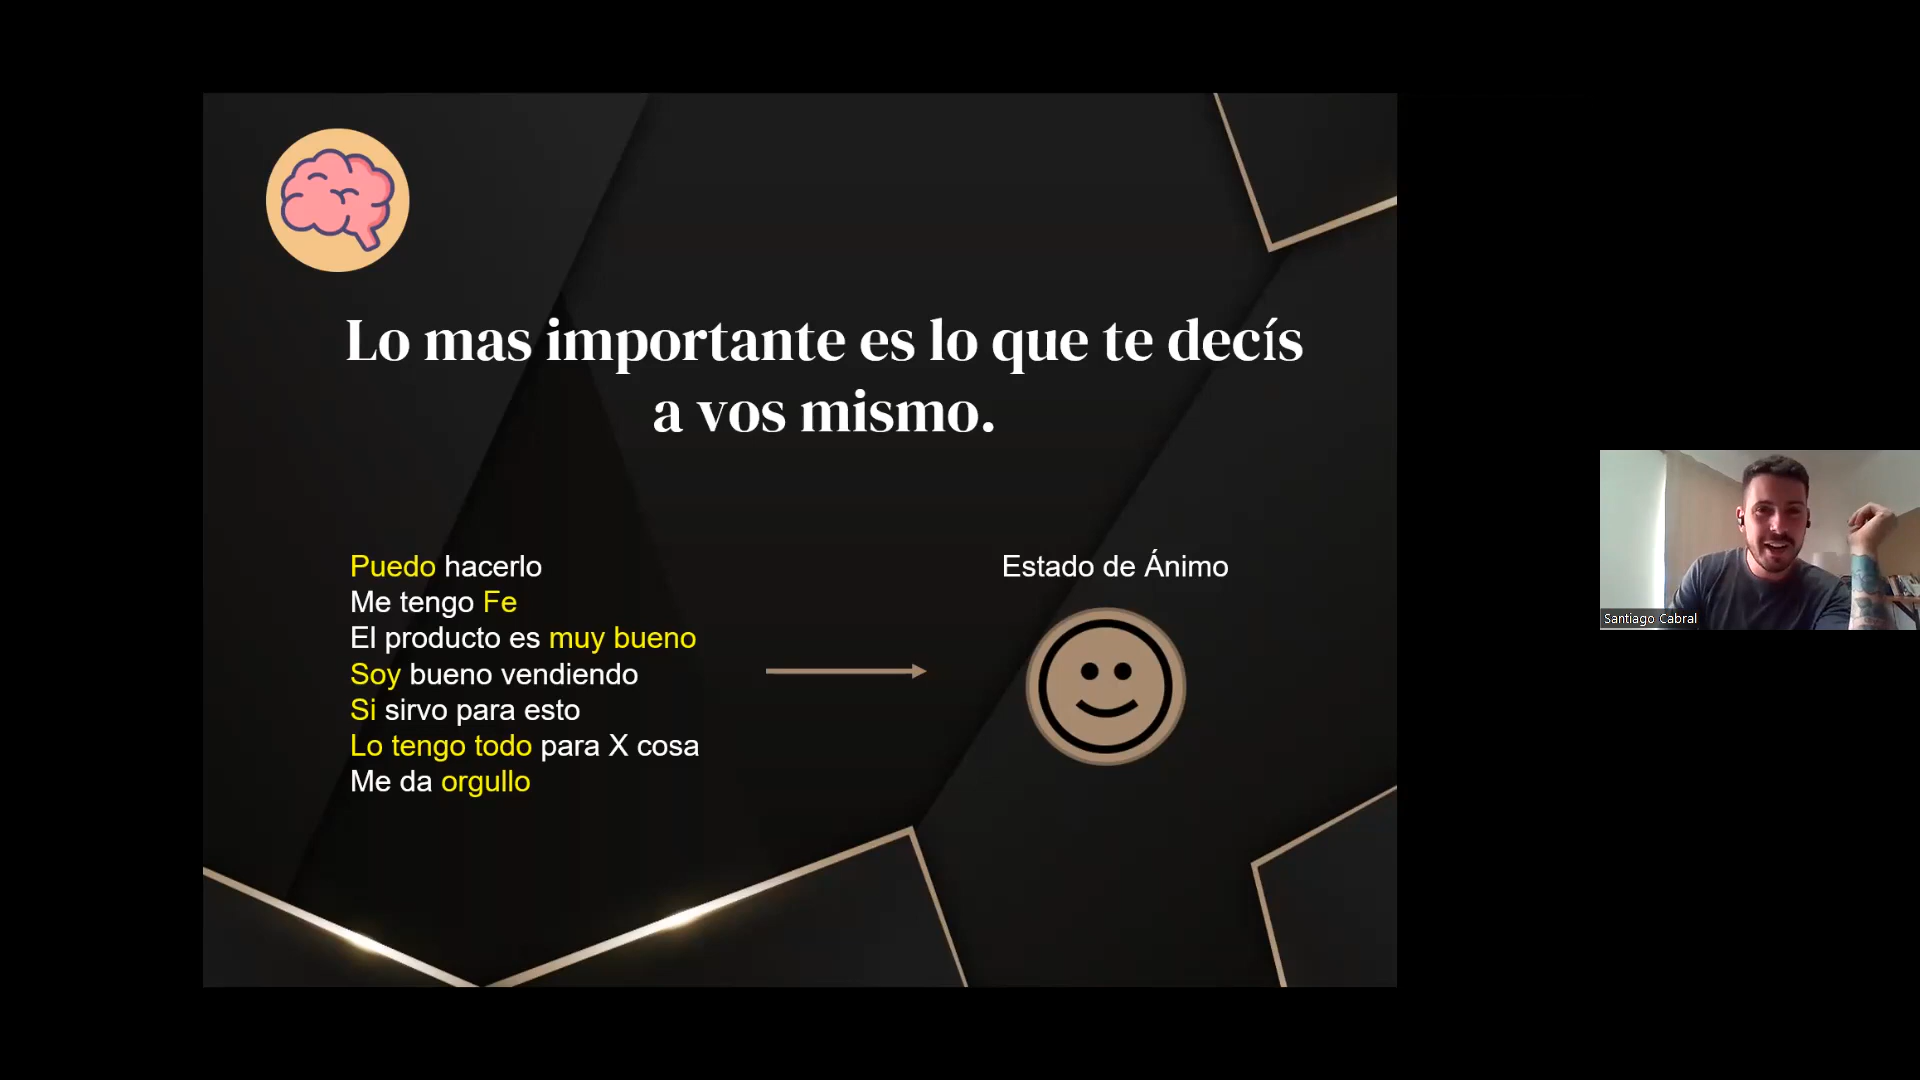 Lo mas importante es lo que te decís
a vos mismo.
Puedo hacerlo
Me tengo Fe
El producto es muy bueno
Soy bueno vendiendo
Si sirvo para esto
Lo tengo todo para X cosa
Me da orgullo
Estado de Ánimo
Santiago Cabral